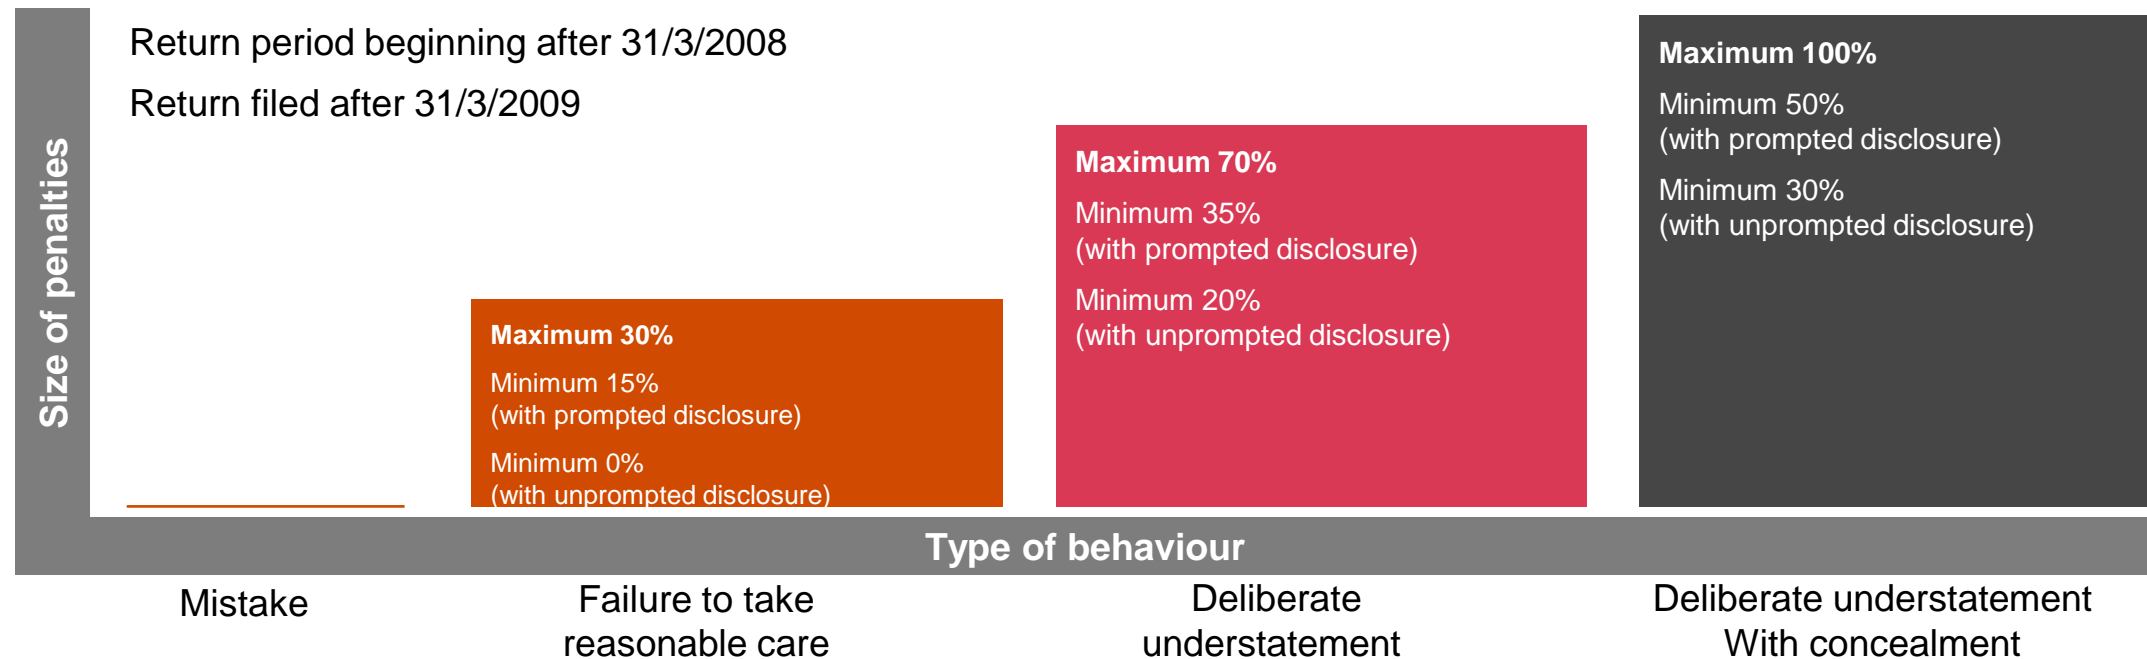 Return period beginning after 31/3/2008
Return filed after 31/3/2009
Size of penalties
Maximum 30%
Minimum 15%
(with prompted disclosure)
Minimum 0%
(with unprompted disclosure)
Maximum 70%
Minimum 35%
(with prompted disclosure)
Minimum 20%
(with unprompted disclosure)
Maximum 100%
Minimum 50%
(with prompted disclosure)
Minimum 30%
(with unprompted disclosure)
Type of behaviour
Mistake
Failure to take
reasonable care
Deliberate
understatement
Deliberate understatement
With concealment